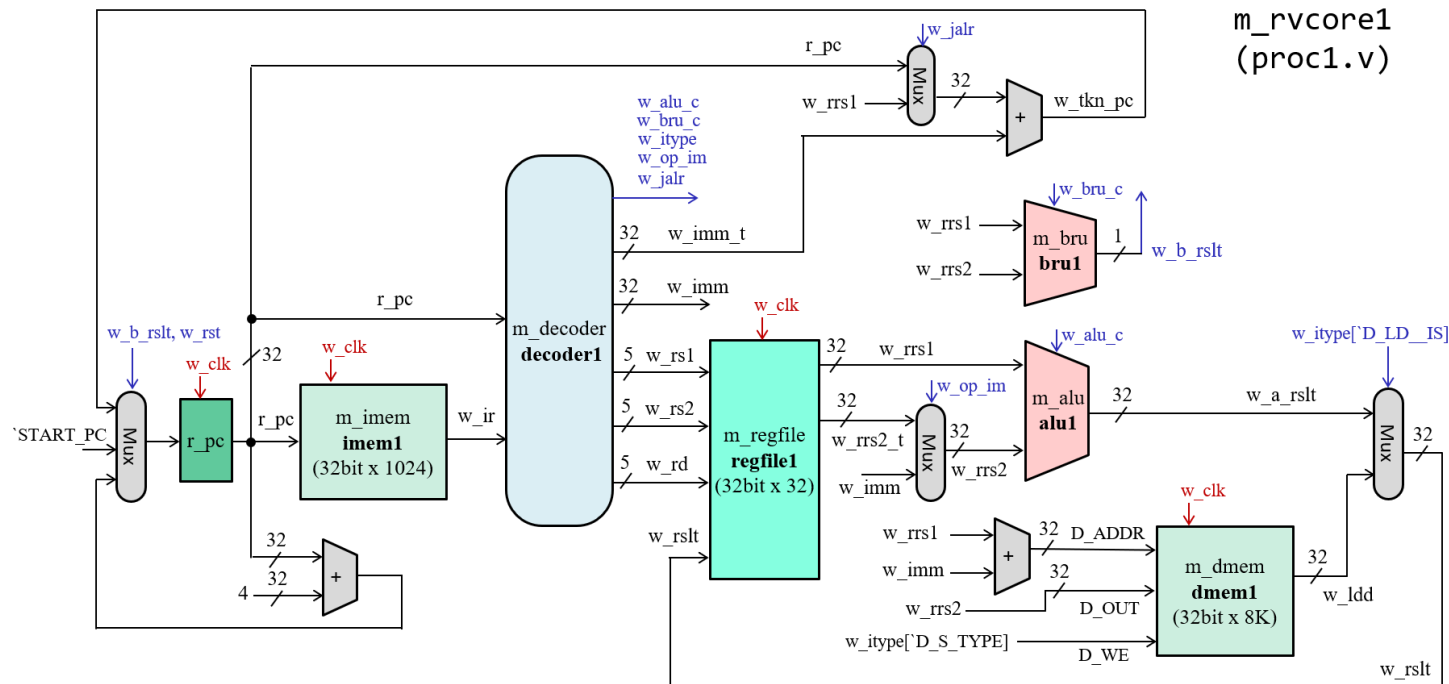 m_rvcore1
(proc1.v)
w_jalr
r_pc
Mux
32
w_rrs1
+
w_tkn_pc
w_alu_c
w_bru_c
w_itype
w_op_im
w_jalr
32
w_imm_t
32
w_imm
w_bru_c
w_rrs1
w_rrs2
m_bru
bru1
1
w_b_rslt
r_pc
m_decoder
decoder1
w_b_rslt, w_rst
w_clk
32
w_clk
`START_PC
Mux
r_pc
r_pc
m_imem
imem1
(32bit x 1024)
w_ir
5
w_rs1
5
w_rs2
5
w_rd
w_rslt
w_clk
m_regfile
regfile1
(32bit x 32)
32
w_rrs1
32
w_rrs2_t
w_op_im
Mux
w_imm
32
w_rrs2
w_alu_c
m_alu
alu1
32
w_a_rslt
w_itype[`D_LD__IS]
Mux
32
32
4
32
+
w_rrs1
w_imm
+
32
D_ADDR
w_rrs2
32
D_OUT
w_itype[`D_S_TYPE]
D_WE
w_clk
m_dmem
dmem1
(32bit x 8K)
32
w_ldd
w_rslt